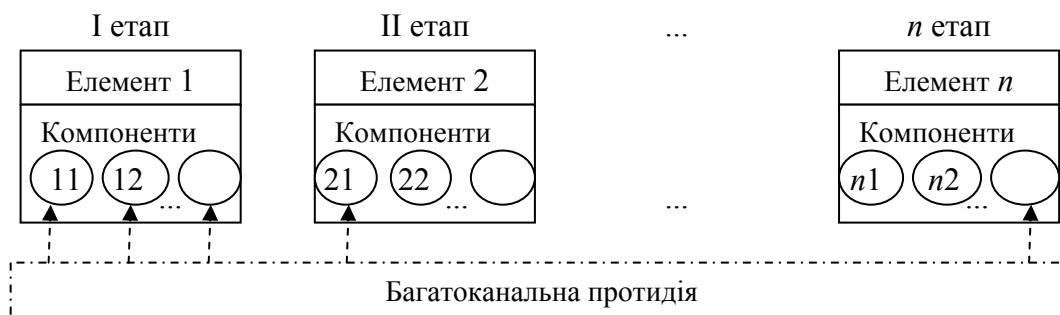 I етап II етап ... n етап
Елемент 1 Елемент 2 Елемент n
Компоненти Компоненти Компоненти
11 12 21 22 n1 n2
... ... ... ...
Багатоканальна протидія